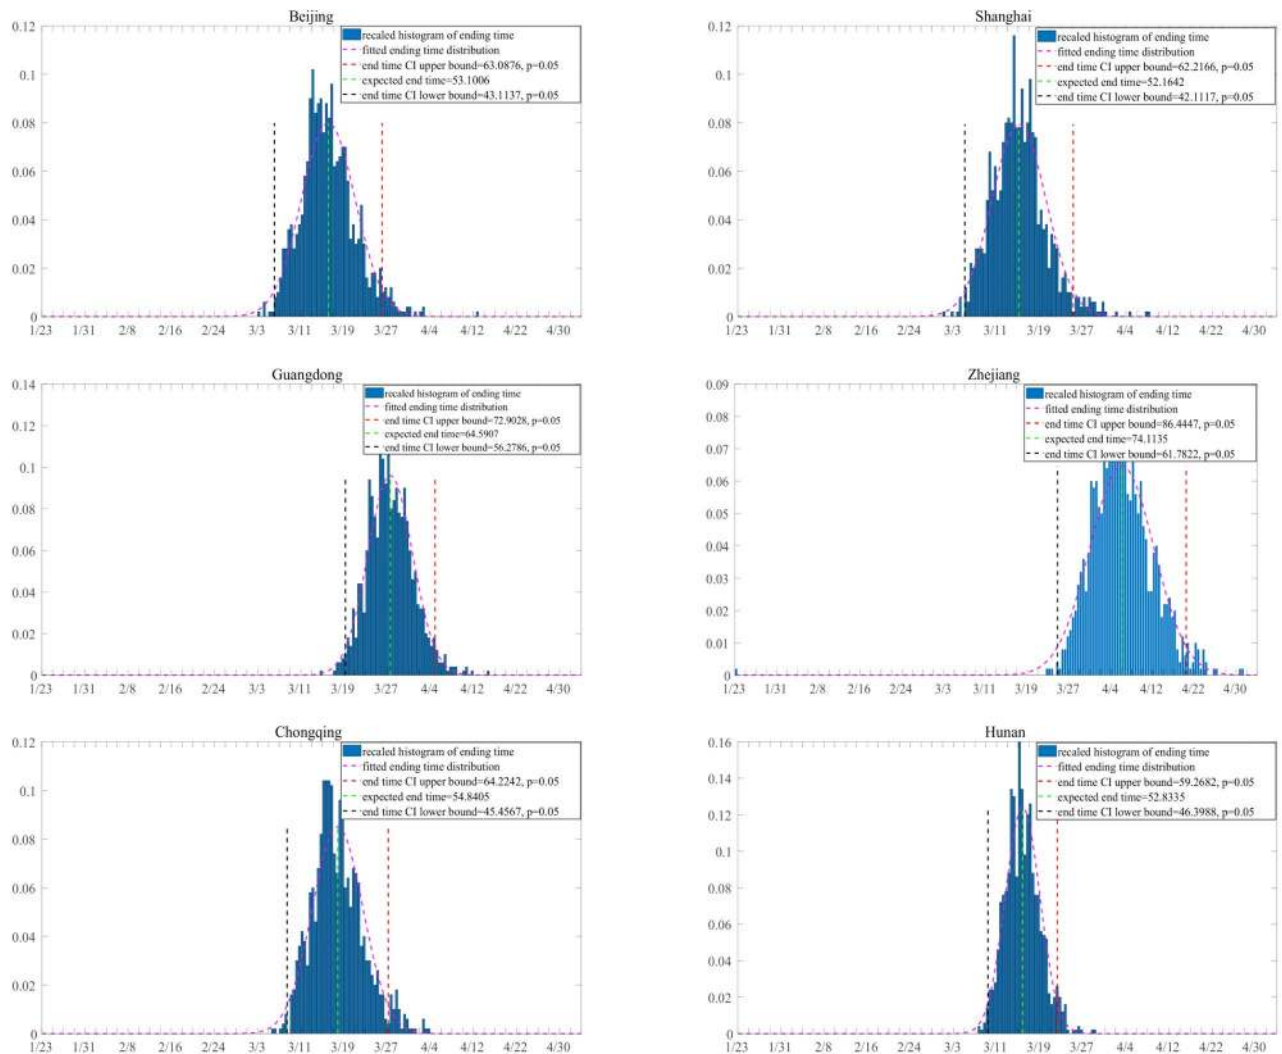 Beijing
0.12
0.1
0.08
0.06
0.04
0.02
0
recaled histogram of ending time
fitted ending time distribution
end time CI upper bound=63.0876, p=0.05
expected end time=53.1006
end time CI lower bound=43.1137, p=0.05
1/23 1/31 2/8 2/16 2/24 3/3 3/11 3/19 3/27 4/4 4/12 4/22 4/30
Shanghai
0.12
0.1
0.08
0.06
0.04
0.02
0
recaled histogram of ending time
fitted ending time distribution
end time CI upper bound=62.2166, p=0.05
expected end time=52.1642
end time CI lower bound=42.1117, p=0.05
1/23 1/31 2/8 2/16 2/24 3/3 3/11 3/19 3/27 4/4 4/12 4/22 4/30
Guangdong
0.14
0.12
0.1
0.08
0.06
0.04
0.02
0
recaled histogram of ending time
fitted ending time distribution
end time CI upper bound=72.9028, p=0.05
expected end time=64.5907
end time CI lower bound=56.2786, p=0.05
1/23 1/31 2/8 2/16 2/24 3/3 3/11 3/19 3/27 4/4 4/12 4/22 4/30
Zhejiang
0.09
0.08
0.07
0.06
0.05
0.04
0.03
0.02
0.01
0
recaled histogram of ending time
fitted ending time distribution
end time CI upper bound=86.4447, p=0.05
expected end time=74.1135
end time CI lower bound=61.7822, p=0.05
1/23 1/31 2/8 2/16 2/24 3/3 3/11 3/19 3/27 4/4 4/12 4/22 4/30
Chongqing
0.12
0.1
0.08
0.06
0.04
0.02
0
recaled histogram of ending time
fitted ending time distribution
end time CI upper bound=64.2242, p=0.05
expected end time=54.8405
end time CI lower bound=45.4567, p=0.05
1/23 1/31 2/8 2/16 2/24 3/3 3/11 3/19 3/27 4/4 4/12 4/22 4/30
Hunan
0.16
0.14
0.12
0.1
0.08
0.06
0.04
0.02
0
recaled histogram of ending time
fitted ending time distribution
end time CI upper bound=59.2682, p=0.05
expected end time=52.8335
end time CI lower bound=46.3988, p=0.05
1/23 1/31 2/8 2/16 2/24 3/3 3/11 3/19 3/27 4/4 4/12 4/22 4/30